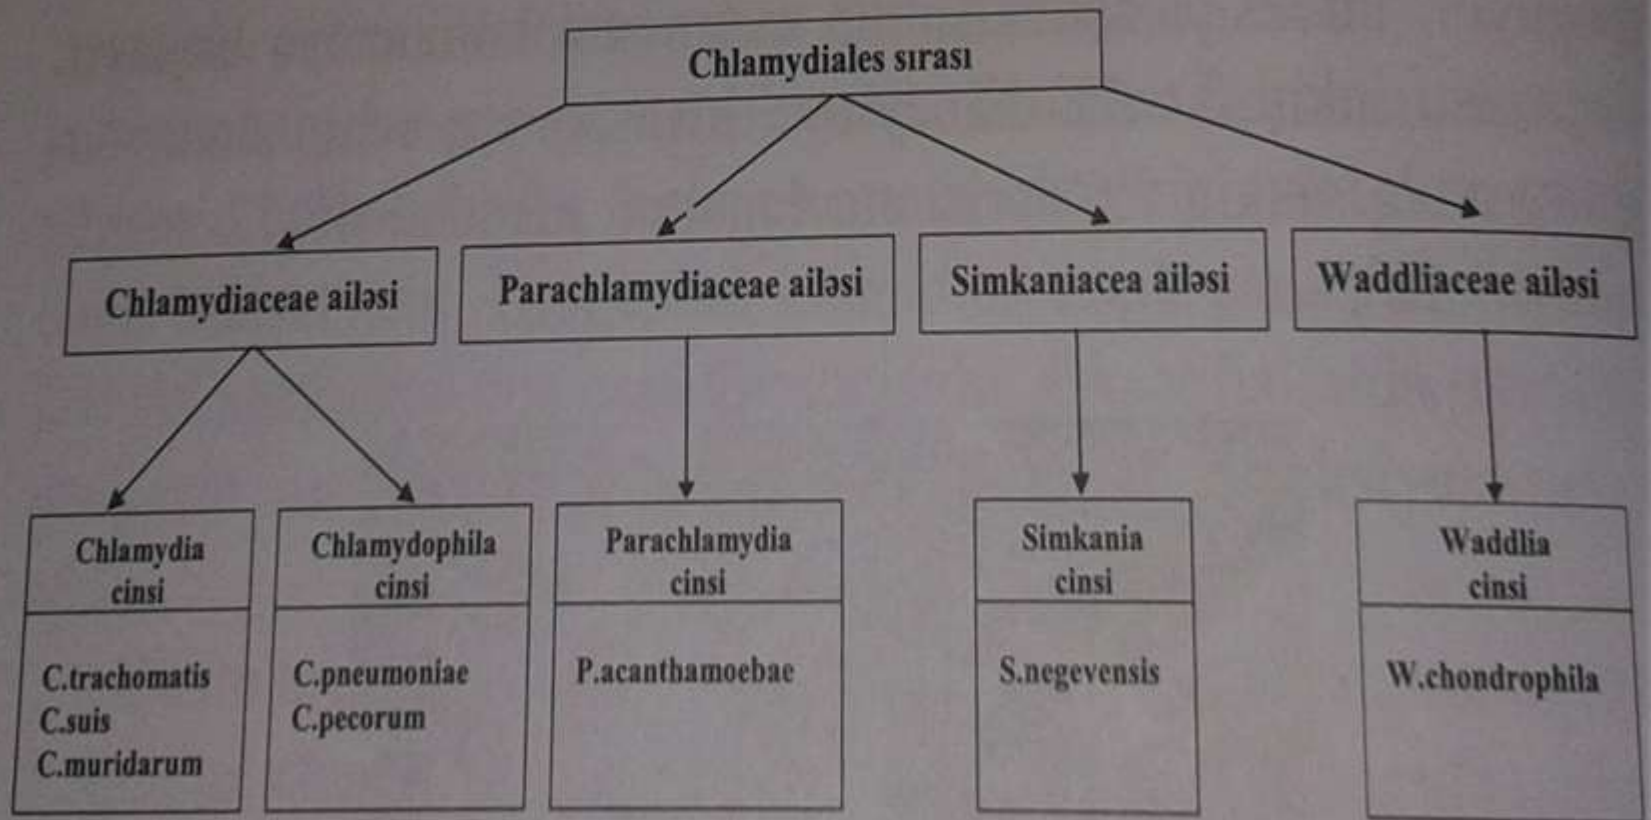 Chlamydiales sırası
Chlamydiaceae ailəsi
Parachlamydiaceae ailəsi
Simkaniacea ailəsi
Waddliaceae ailəsi
Chlamydia
cinsi
C.trachomatis
C.suis
C.muridarum
Chlamydophila
cinsi
C.pneumoniae
C.pecorum
Parachlamydia
cinsi
P.acanthamoebae
Simkania
cinsi
S.negevensis
Waddlia
cinsi
W.chondrophila